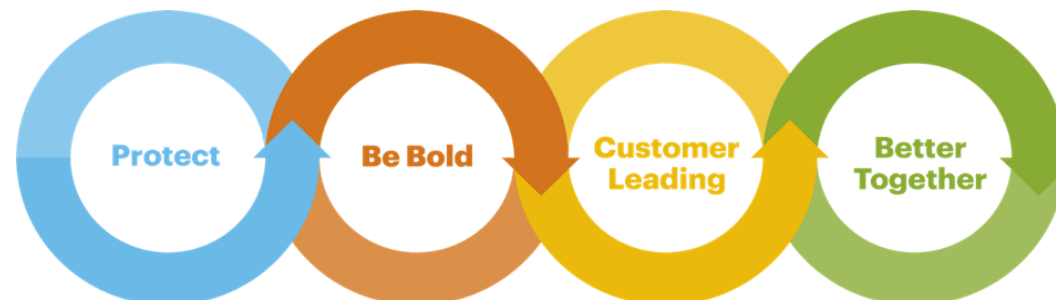 Protect
Be Bold
Customer
Leading
Better
Together